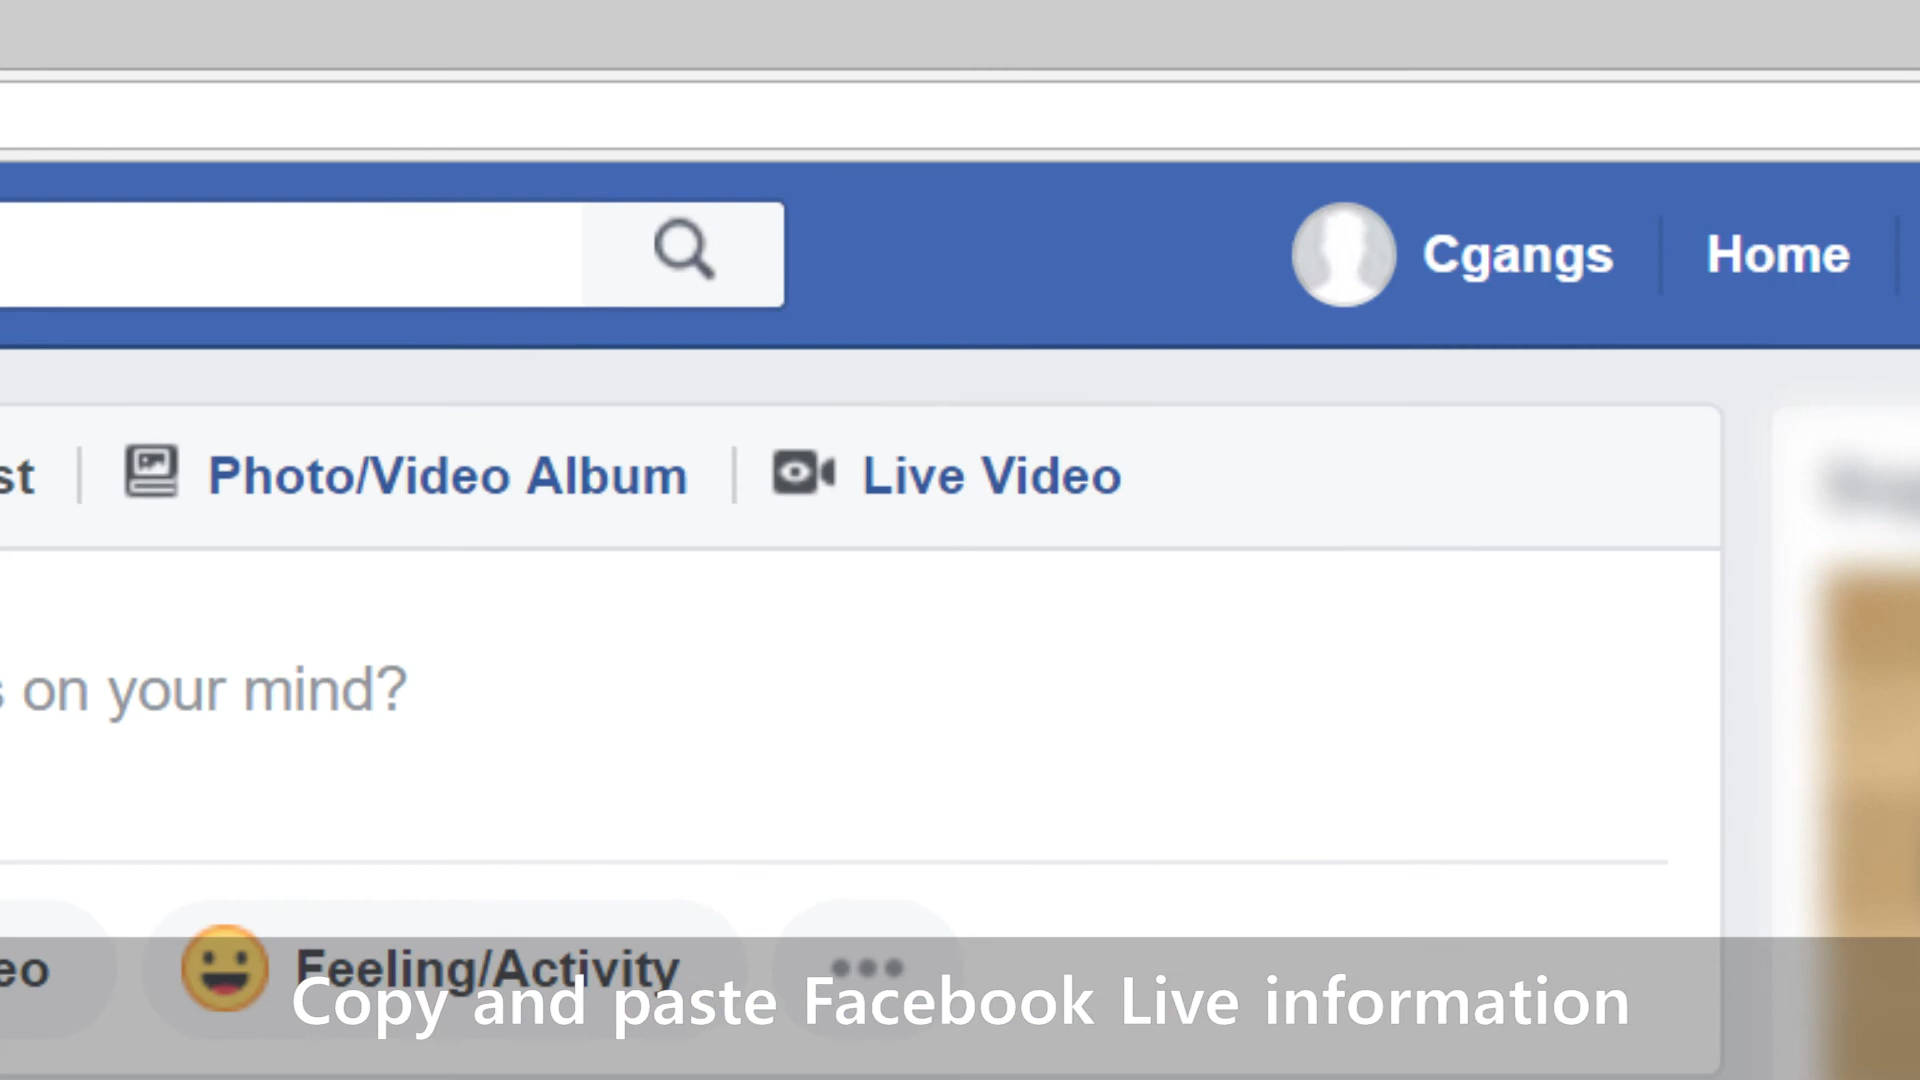 Cgangs Home
st Photo/Video Album Live Video
s on your mind?
eo Feeling/Activity
Copy and paste Facebook Live information